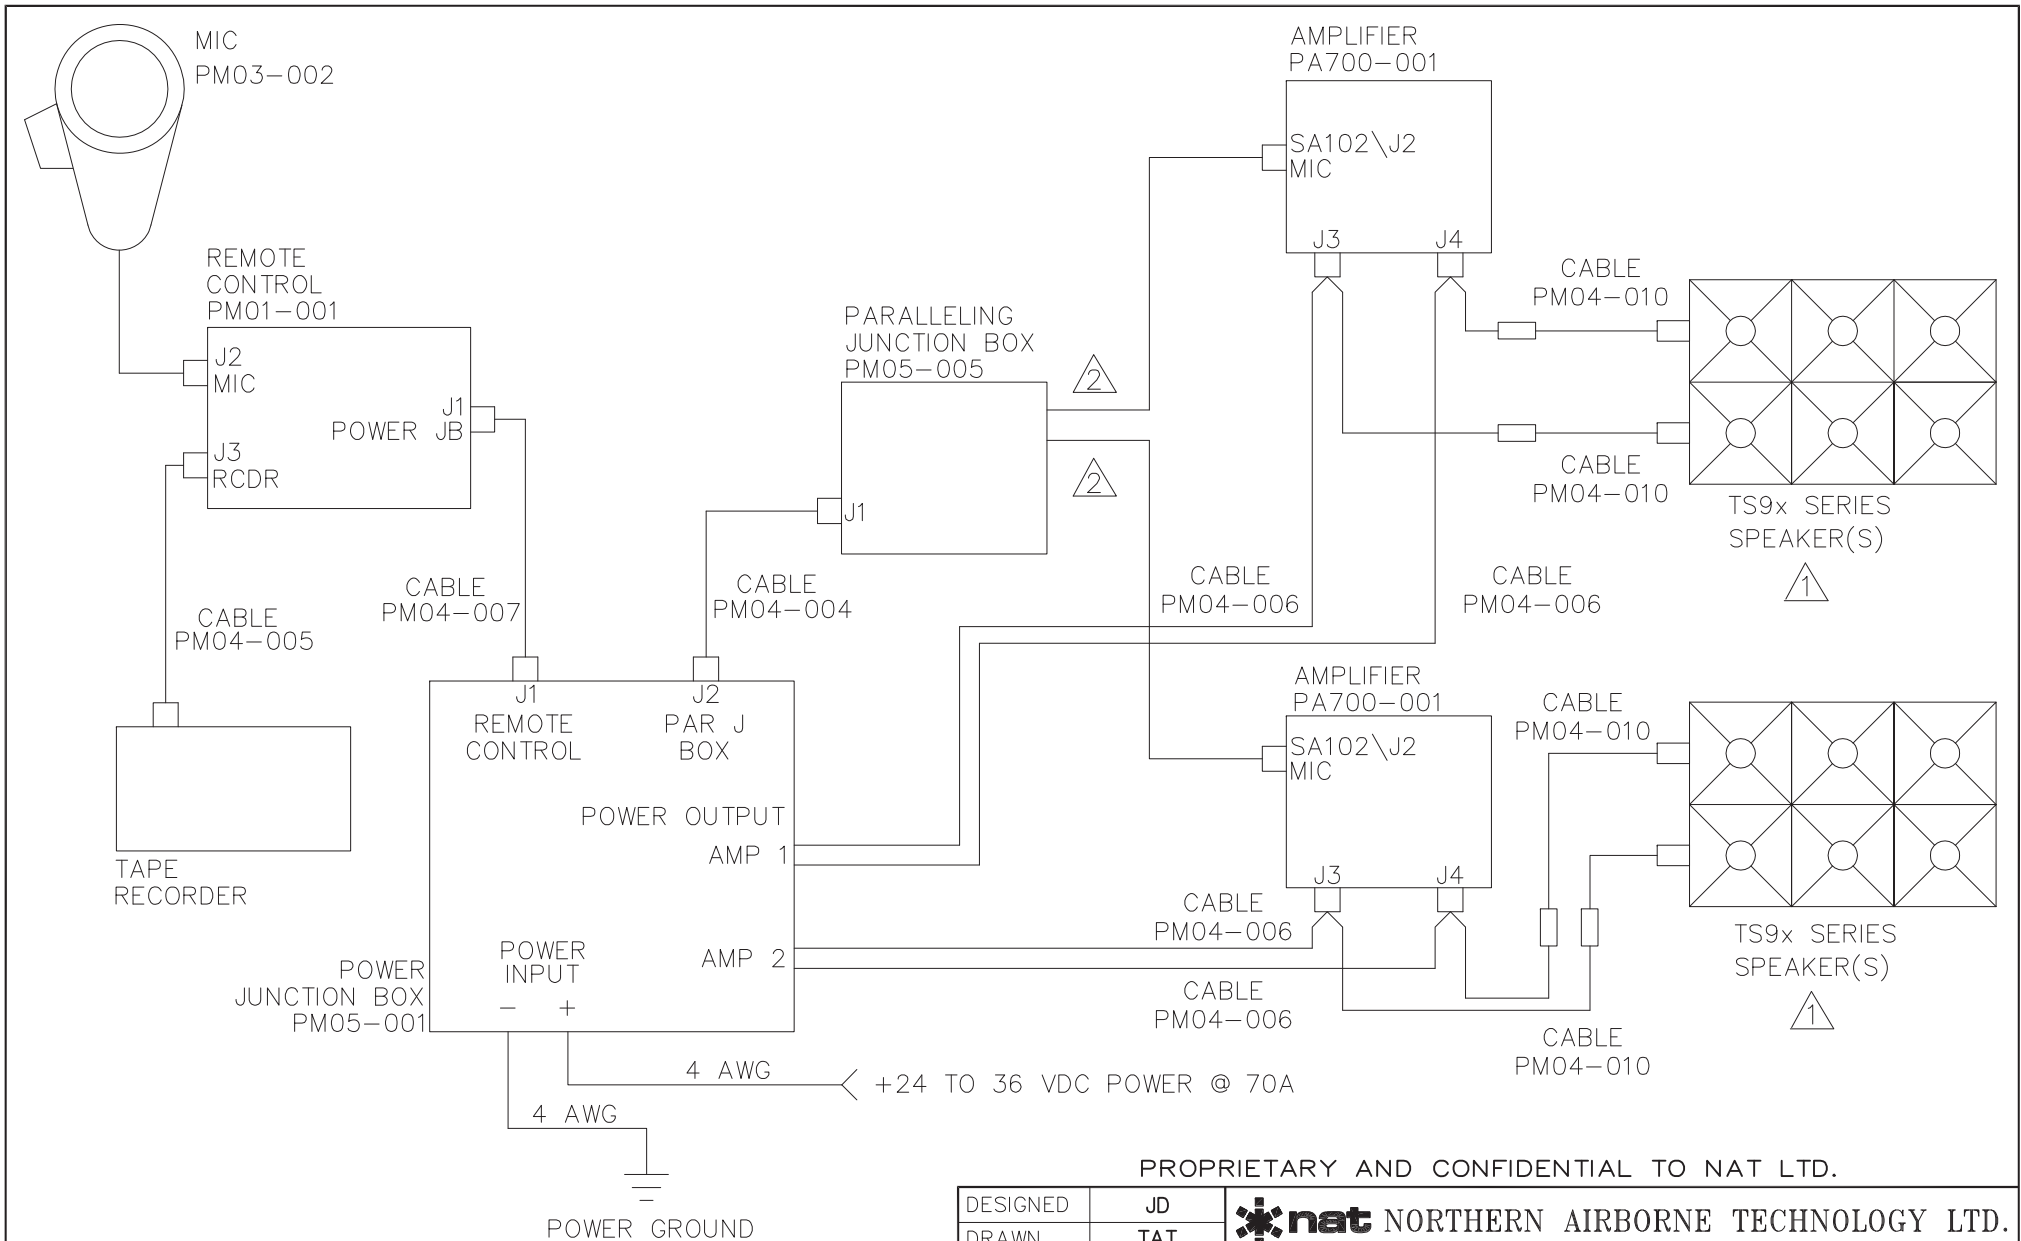 MIC
PM03-002
REMOTE
CONTROL
PM01-001
J2
MIC
J1
POWER JB
J3
RCDR
CABLE
PM04-005
TAPE
RECORDER
CABLE
PM04-007
CABLE
PM04-004
PARALLELING
JUNCTION BOX
PM05-005
J1
2
2
AMPLIFIER
PA700-001
SA102\J2
MIC
J3
J4
CABLE
PM04-010
CABLE
PM04-010
TS9x SERIES
SPEAKER(S)
1
CABLE
PM04-006
CABLE
PM04-006
J1
REMOTE
CONTROL
J2
PAR J
BOX
POWER OUTPUT
AMP 1
AMP 2
POWER
INPUT
- +
POWER
JUNCTION BOX
PM05-001
AMPLIFIER
PA700-001
SA102\J2
MIC
J3
J4
CABLE
PM04-006
CABLE
PM04-006
CABLE
PM04-010
CABLE
PM04-010
TS9x SERIES
SPEAKER(S)
1
4 AWG
+24 TO 36 VDC POWER @ 70A
4 AWG
POWER GROUND
PROPRIETARY AND CONFIDENTIAL TO NAT LTD.
DESIGNED JD
DRAWN TAT
nat NORTHERN AIRBORNE TECHNOLOGY LTD.